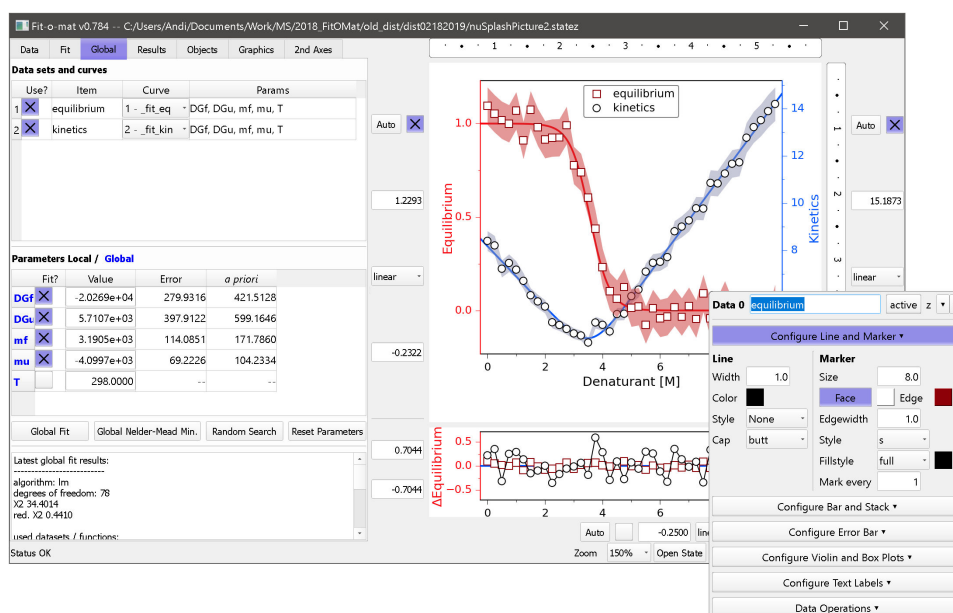 Fit-o-mat v0.784 -- C:/Users/Andi/Documents/Work/MS/2018_FitOMat/old_dist/dist02182019/nuSplashPicture2.statez
Data Fit Global Results Objects Graphics 2nd Axes
Data sets and curves
Use? Item Curve Params
1 equilibrium 1 - _fit_eq DGf, DGu, mf, mu, T
2 kinetics 2 - _fit_kin DGf, DGu, mf, mu, T
Parameters Local / Global
Fit? Value Error a priori
DGf -2.0269e+04 279.9316 421.5128
DGu 5.7107e+03 397.9122 599.1646
mf 3.1905e+03 114.0851 171.7860
mu -4.0997e+03 69.2226 104.2334
T 298.0000 -- --
Global Fit Global Nelder-Mead Min. Random Search Reset Parameters
Latest global fit results:
------------------------
algorithm: lm
degrees of freedom: 78
X2 34.4014
red. X2 0.4410
used datasets / functions:
Status OK
Auto
1.2293
linear
-0.2322
0.7044
-0.7044
1 2 3 4 5
equilibrium
kinetics
1.0
0.5
0.0
Equilibrium
14
12
10
8
Kinetics
0 2 4 6
Denaturant [M]
0.5
0.0
−0.5
ΔEquilibrium
0 2 4 6
1
2
3
Auto
15.1873
linear
Auto -0.2500
Zoom 150% Open State
Data 0 equilibrium active z
Configure Line and Marker
Line Marker
Width 1.0 Size 8.0
Color Face Edge
Style None Edgewidth 1.0
Cap butt Style s
Fillstyle full
Mark every 1
Configure Bar and Stack
Configure Error Bar
Configure Violin and Box Plots
Configure Text Labels
Data Operations